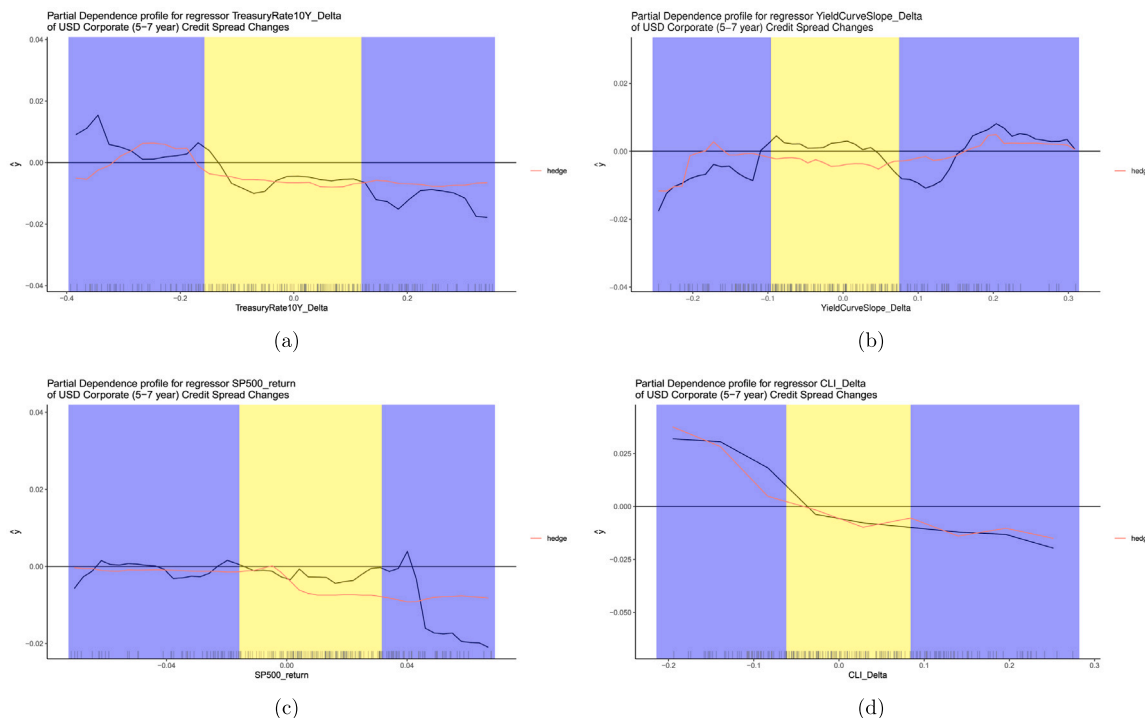 Partial Dependence profile for regressor TreasuryRate10Y_Delta
of USD Corporate (5−7 year) Credit Spread Changes
0.04
0.02
0.00
−0.02
−0.04
ŷ
−0.4
−0.2
0.0
0.2
TreasuryRate10Y_Delta
hedge
(a)
Partial Dependence profile for regressor YieldCurveSlope_Delta
of USD Corporate (5−7 year) Credit Spread Changes
0.02
0.00
−0.02
−0.04
ŷ
−0.2
−0.1
0.0
0.1
0.2
0.3
YieldCurveSlope_Delta
hedg
(b)
Partial Dependence profile for regressor SP500_return
of USD Corporate (5−7 year) Credit Spread Changes
0.04
0.02
0.00
−0.02
ŷ
−0.04
0.00
0.04
SP500_return
hedge
(c)
Partial Dependence profile for regressor CLI_Delta
of USD Corporate (5−7 year) Credit Spread Changes
0.025
0.000
−0.025
−0.050
ŷ
−0.2
−0.1
0.0
0.1
0.2
0.3
CLI_Delta
hedg
(d)